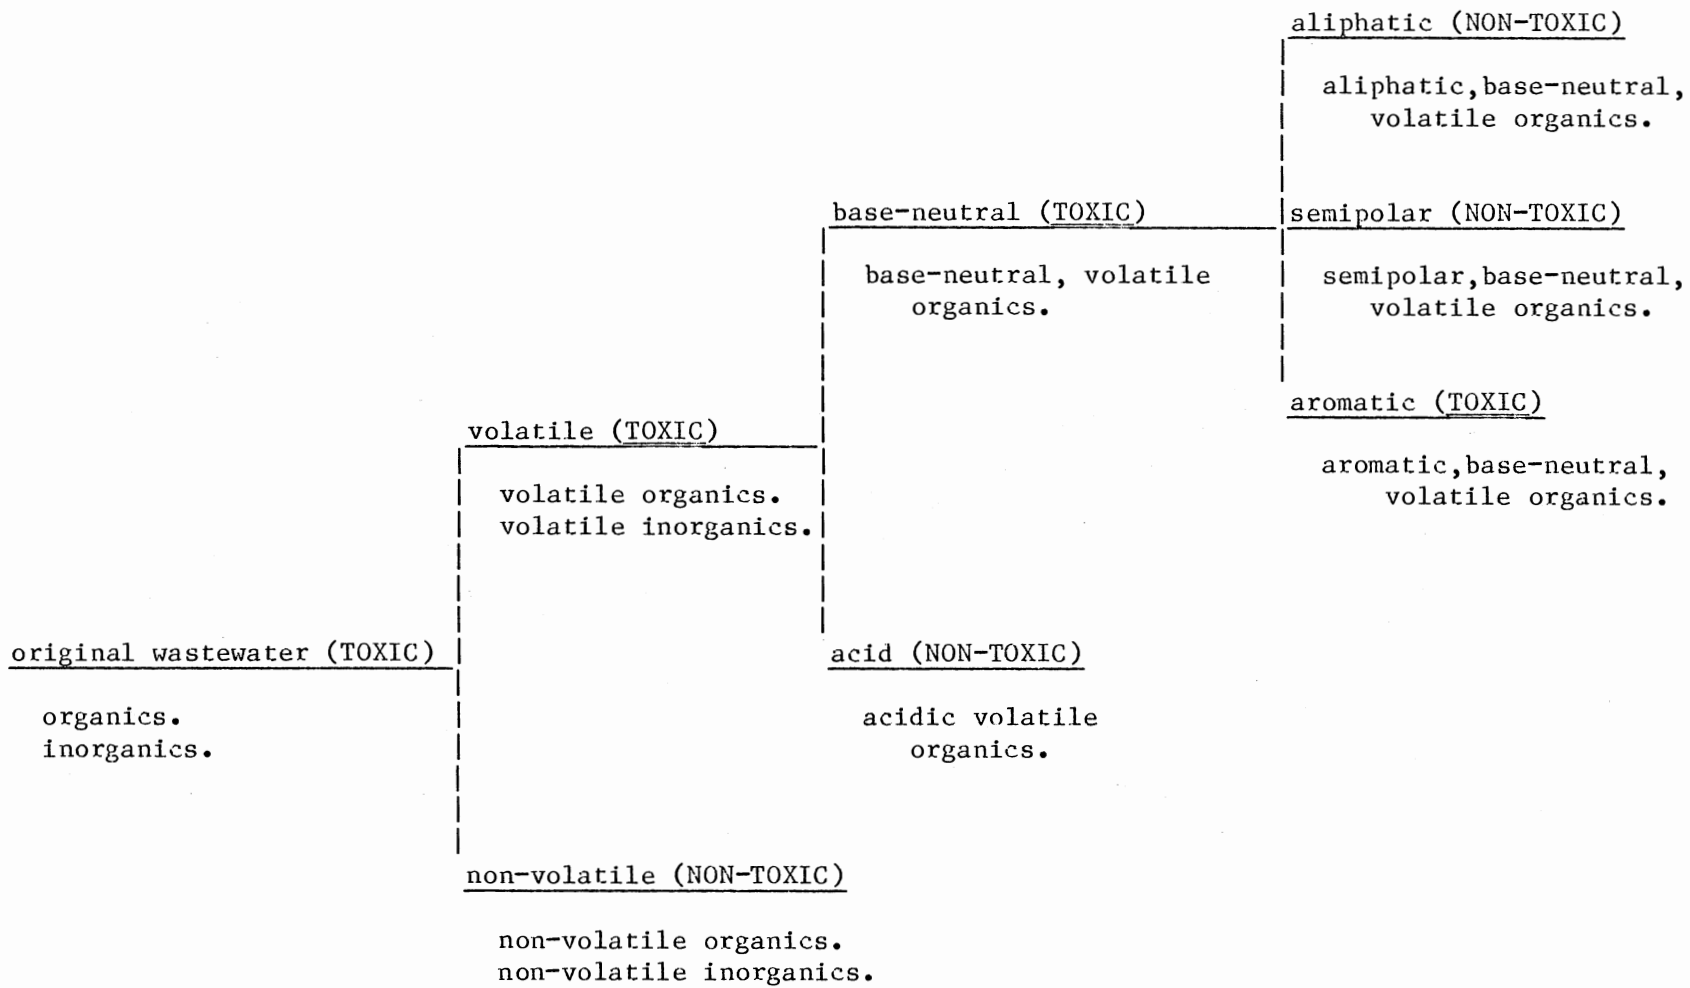 aliphatic (NON-TOXIC)
aliphatic,base-neutral,
volatile organics.
base-neutral (TOXIC)
semipolar (NON-TOXIC)
base-neutral, volatile
organics.
semipolar,base-neutral,
volatile organics.
aromatic (TOXIC)
volatile (TOXIC)
aromatic,base-neutral,
volatile organics.
volatile organics.
volatile inorganics.
original wastewater (TOXIC)
acid (NON-TOXIC)
organics.
inorganics.
acidic volatile
organics.
non-volatile (NON-TOXIC)
non-volatile organics.
non-volatile inorganics.